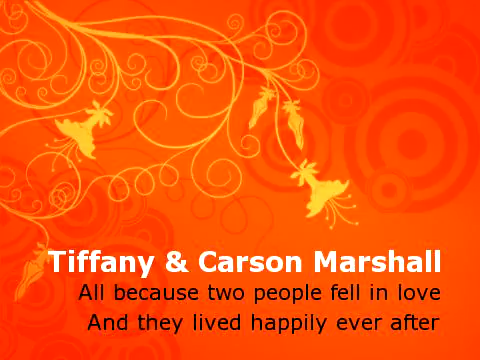 Tiffany & Carson Marshall
All because two people fell in love
And they lived happily ever after